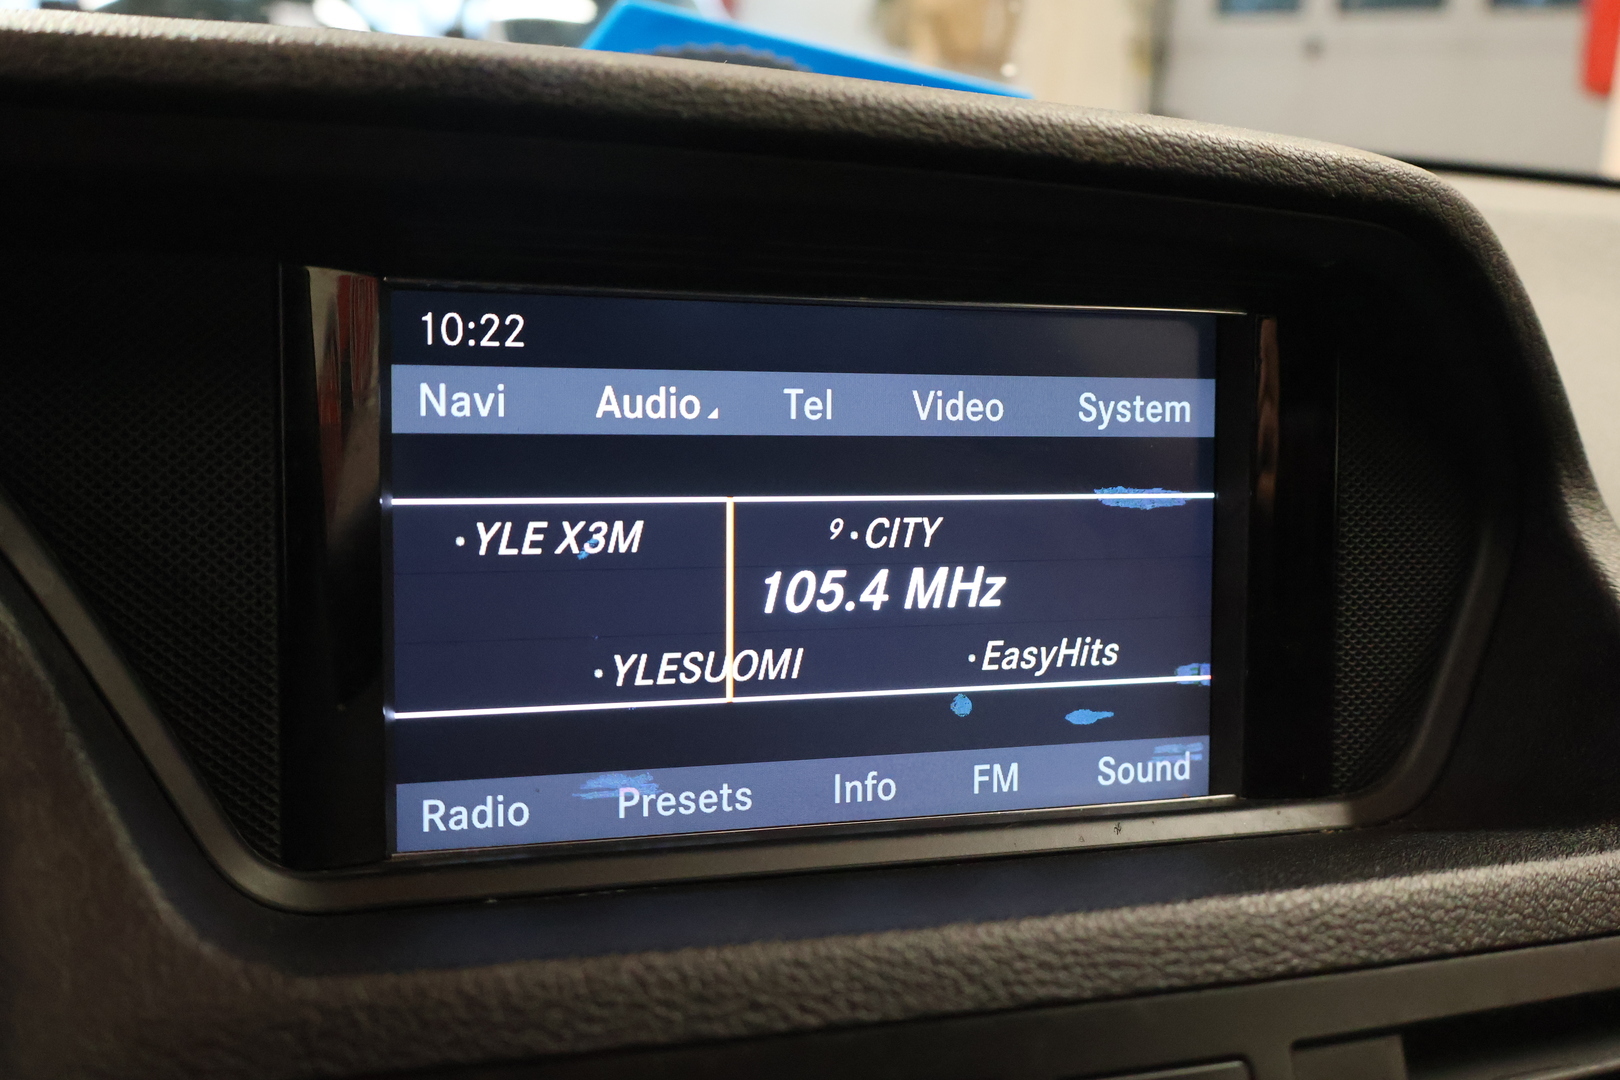 10:22
Navi Audio Tel Video System
·YLE X3M 9·CITY
105.4 MHz
·YLESUOMI ·EasyHits
Radio Presets Info FM Sound